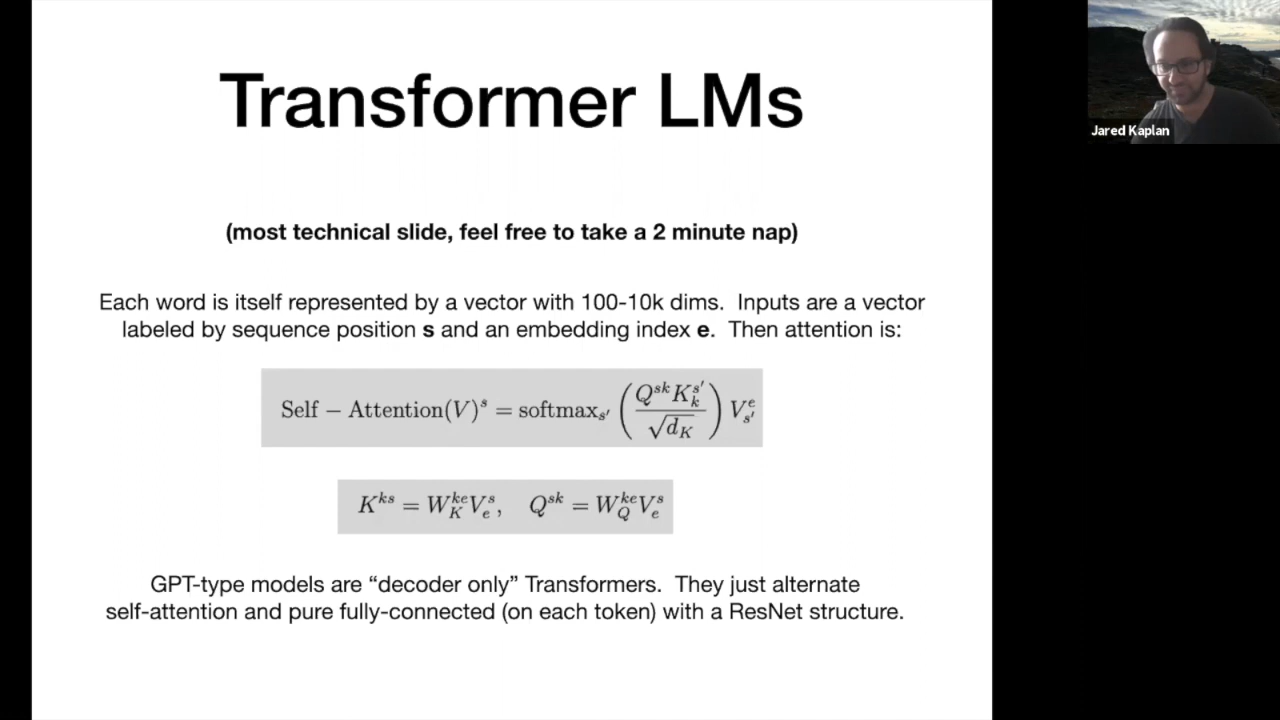 Transformer LMs
(most technical slide, feel free to take a 2 minute nap)
Each word is itself represented by a vector with 100-10k dims. Inputs are a vector
labeled by sequence position s and an embedding index e. Then attention is:
Self − Attention(V)^s = softmax_{s'} ( \frac{Q^{sk} K_k^{s'}}{\sqrt{d_K}} ) V_{s'}^e
K^{ks} = W_K^{ke} V_e^s, Q^{sk} = W_Q^{ke} V_e^s
GPT-type models are “decoder only” Transformers. They just alternate
self-attention and pure fully-connected (on each token) with a ResNet structure.
Jared Kaplan